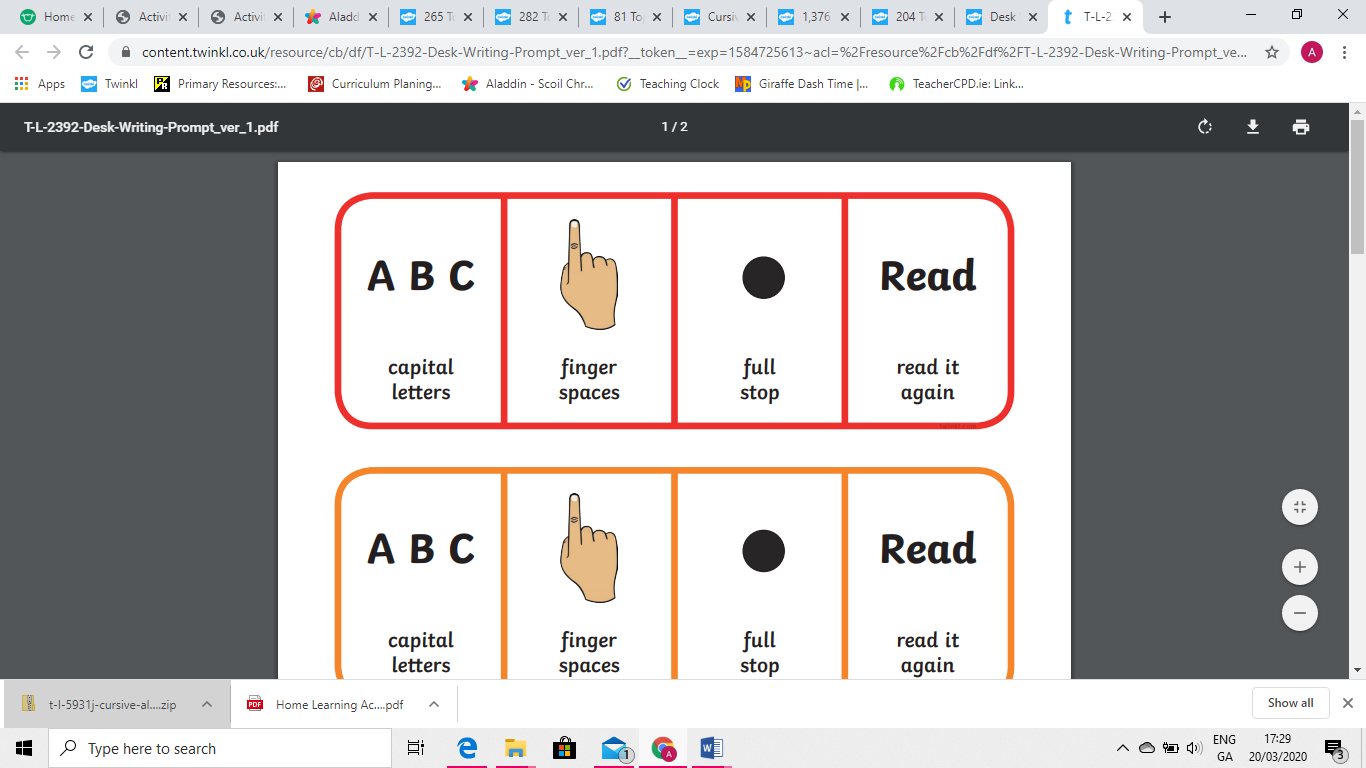 Home
Activi
Activi
Aladd
265 To
282 To
81 Top
Cursiv
1,376
204 To
Desk
T-L-2
content.twinkl.co.uk/resource/cb/df/T-L-2392-Desk-Writing-Prompt_ver_1.pdf?__token__=exp=1584725613~acl=%2Fresource%2Fcb%2Fdf%2FT-L-2392-Desk-Writing-Prompt_ve...
A
Apps Twinkl Primary Resources:... Curriculum Planing... Aladdin - Scoil Chr... Teaching Clock Giraffe Dash Time |... TeacherCPD.ie: Link...
T-L-2392-Desk-Writing-Prompt_ver_1.pdf 1 / 2
A B C Read
capital finger full read it
letters spaces stop again
A B C Read
capital finger full read it
letters spaces stop again
t-l-5931j-cursive-al....zip PDF Home Learning Ac....pdf Show all
Type here to search 1 A ENG 17:29
GA 20/03/2020 3